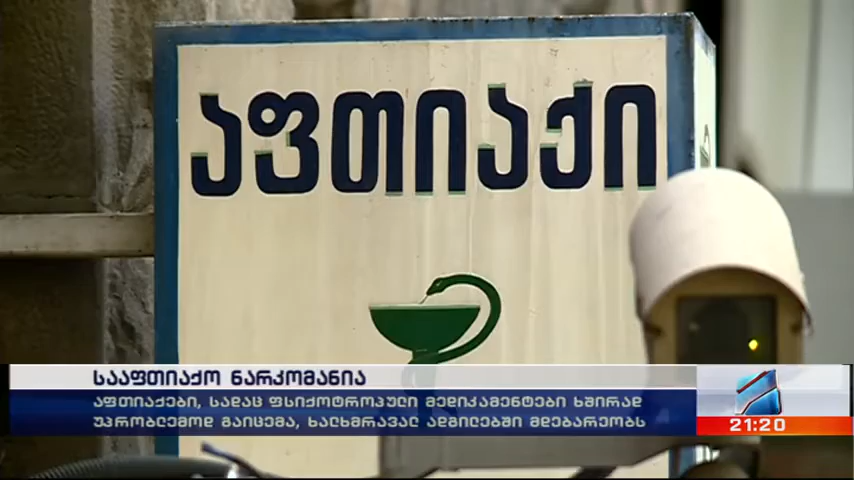 აფთიაქი
სააფთიაქო ნარკომანია
აფთიაქები, სადაც ფსიქოტროპული მედიკამენტები ხშირად
უპრობლემოდ გაიცემა, ხალხმრავალ ადგილებში მდებარეობს
21:20